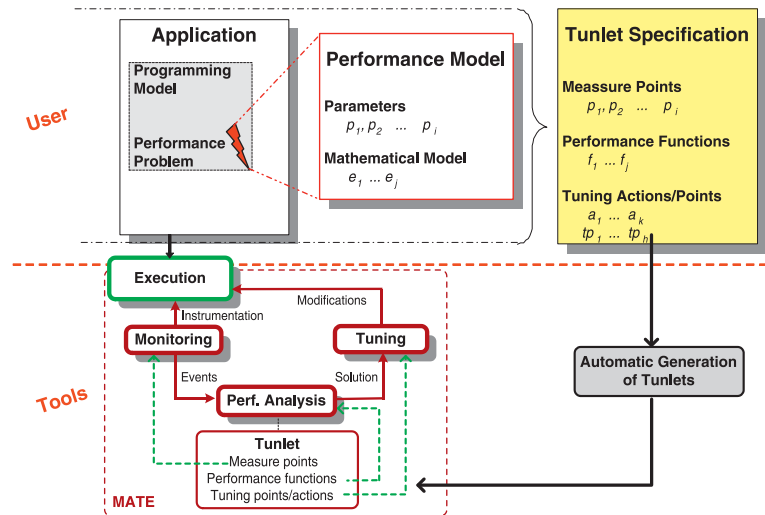 Application
Programming
Model
Performance
Problem
Performance Model
Parameters
p1, p2 ... pi
Mathematical Model
e1 ... ej
Tunlet Specification
Meassure Points
p1, p2 ... pi
Performance Functions
f1 ... fj
Tuning Actions/Points
a1 ... ak
tp1 ... tph
User
Tools
Execution
Instrumentation
Modifications
Monitoring
Tuning
Events
Solution
Perf. Analysis
Tunlet
Measure points
Performance functions
Tuning points/actions
MATE
Automatic Generation
of Tunlets